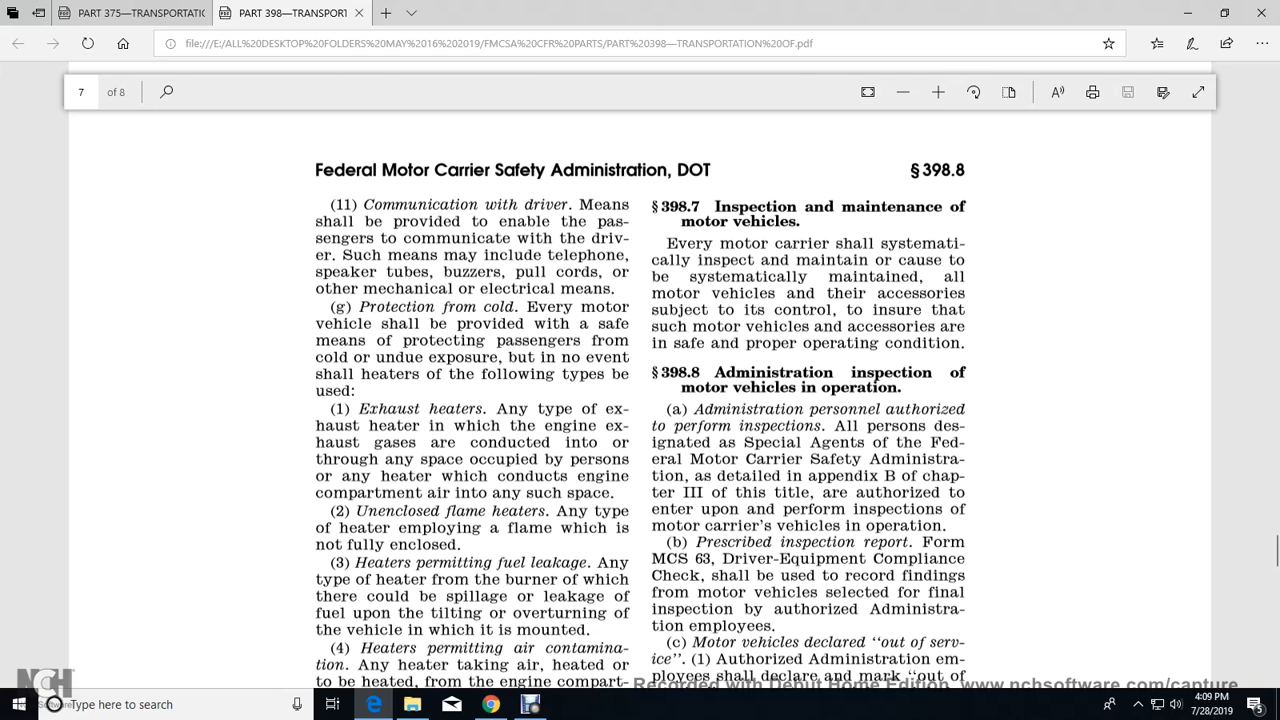 PART 375—TRANSPORTATIC
PART 398—TRANSPORT
file:///E:/ALL%20DESKTOP%20FOLDERS%20MAY%2016%202019/FMCSA%20CFR%20PARTS/PART%20398—TRANSPORTATION%20OF.pdf
7 of 8
Federal Motor Carrier Safety Administration, DOT
§ 398.8
(11) Communication with driver. Means
shall be provided to enable the pas-
sengers to communicate with the driv-
er. Such means may include telephone,
speaker tubes, buzzers, pull cords, or
other mechanical or electrical means.
(g) Protection from cold. Every motor
vehicle shall be provided with a safe
means of protecting passengers from
cold or undue exposure, but in no event
shall heaters of the following types be
used:
(1) Exhaust heaters. Any type of ex-
haust heater in which the engine ex-
haust gases are conducted into or
through any space occupied by persons
or any heater which conducts engine
compartment air into any such space.
(2) Unenclosed flame heaters. Any type
of heater employing a flame which is
not fully enclosed.
(3) Heaters permitting fuel leakage. Any
type of heater from the burner of which
there could be spillage or leakage of
fuel upon the tilting or overturning of
the vehicle in which it is mounted.
(4) Heaters permitting air contamina-
tion. Any heater taking air, heated or
to be heated, from the engine compart-
§ 398.7 Inspection and maintenance of
motor vehicles.
Every motor carrier shall systemati-
cally inspect and maintain or cause to
be systematically maintained, all
motor vehicles and their accessories
subject to its control, to insure that
such motor vehicles and accessories are
in safe and proper operating condition.
§ 398.8 Administration inspection of
motor vehicles in operation.
(a) Administration personnel authorized
to perform inspections. All persons des-
ignated as Special Agents of the Fed-
eral Motor Carrier Safety Administra-
tion, as detailed in appendix B of chap-
ter III of this title, are authorized to
enter upon and perform inspections of
motor carrier's vehicles in operation.
(b) Prescribed inspection report. Form
MCS 63, Driver-Equipment Compliance
Check, shall be used to record findings
from motor vehicles selected for final
inspection by authorized Administra-
tion employees.
(c) Motor vehicles declared ‘‘out of serv-
ice’’. (1) Authorized Administration em-
ployees shall declare and mark ‘‘out of
Recorded with Debut Home Edition www.nchsoftware.com/capture
NCH
Software
Type here to search
4:09 PM
7/28/2019